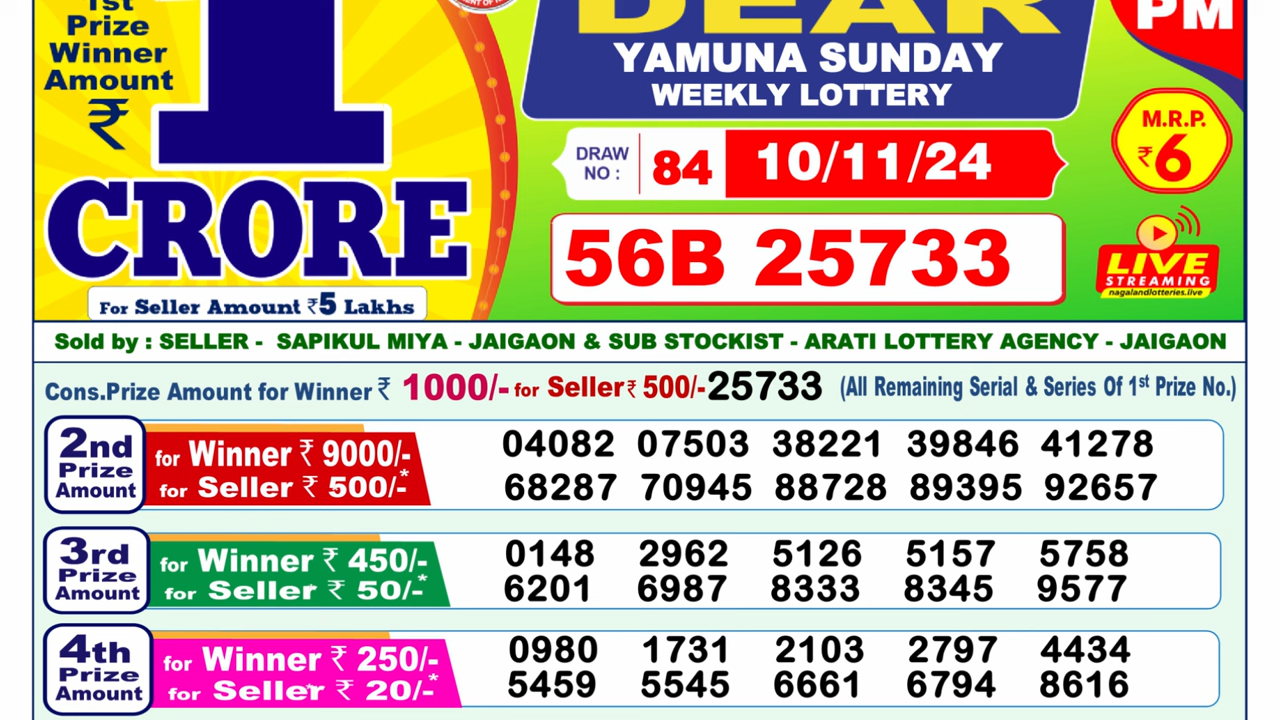 1st
Prize
Winner
Amount
₹
1
CRORE
For Seller Amount ₹5 Lakhs
DEAR
YAMUNA SUNDAY
WEEKLY LOTTERY
PM
DRAW NO : 84 10/11/24
M.R.P.
₹6
56B 25733
LIVE
STREAMING
nagalandlotteries.live
Sold by : SELLER - SAPIKUL MIYA - JAIGAON & SUB STOCKIST - ARATI LOTTERY AGENCY - JAIGAON
Cons.Prize Amount for Winner ₹ 1000/- for Seller ₹ 500/- 25733 (All Remaining Serial & Series Of 1st Prize No.)
2nd
Prize
Amount
for Winner ₹ 9000/-
for Seller ₹ 500/-*
04082 07503 38221 39846 41278
68287 70945 88728 89395 92657
3rd
Prize
Amount
for Winner ₹ 450/-
for Seller ₹ 50/-*
0148 2962 5126 5157 5758
6201 6987 8333 8345 9577
4th
Prize
Amount
for Winner ₹ 250/-
for Seller ₹ 20/-*
0980 1731 2103 2797 4434
5459 5545 6661 6794 8616